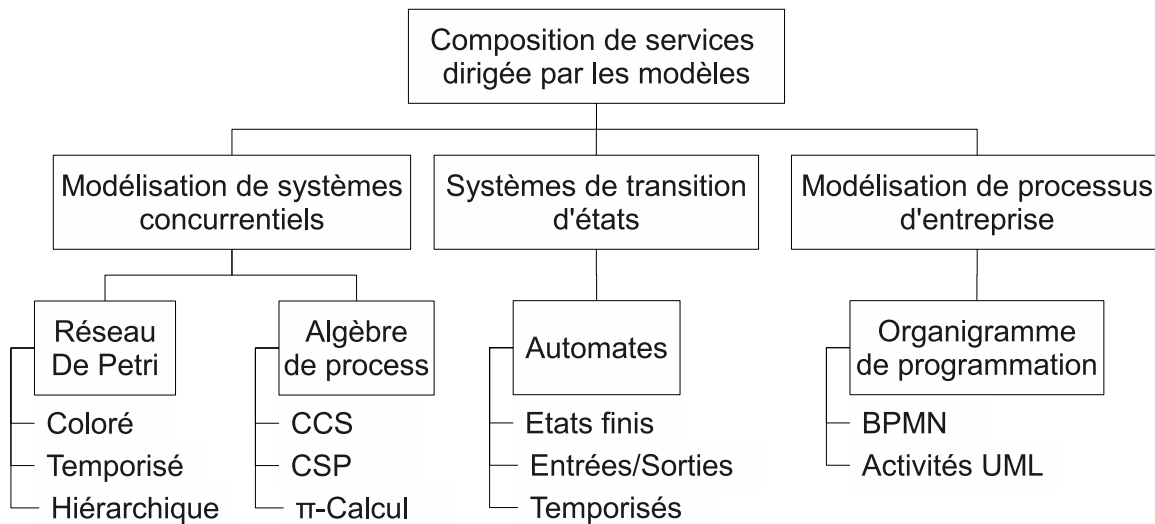 Composition de services
dirigée par les modèles
Modélisation de systèmes
concurrentiels
Systèmes de transition
d'états
Modélisation de processus
d'entreprise
Réseau
De Petri
Algèbre
de process
Automates
Organigramme
de programmation
Coloré
Temporisé
Hiérarchique
CCS
CSP
π-Calcul
Etats finis
Entrées/Sorties
Temporisés
BPMN
Activités UML